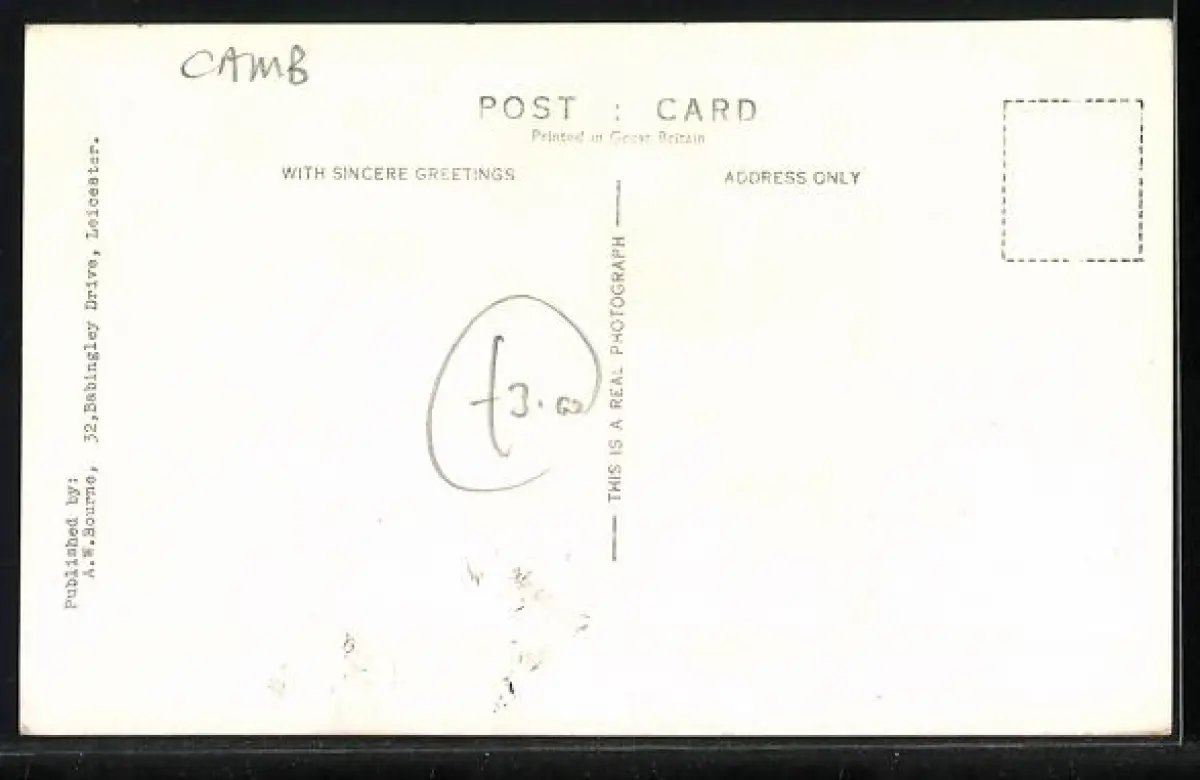 CAMB
POST : CARD
Printed in Great Britain
WITH SINCERE GREETINGS
ADDRESS ONLY
THIS IS A REAL PHOTOGRAPH
£3.00
Published by:
A.W.Bourne, 32,Babingley Drive, Leicester.